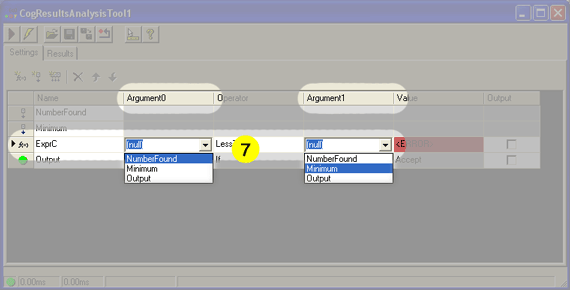 CogResultsAnalysisTool1
Settings Results
Name Argument0 Operator Argument1 Value Output
NumberFound
Minimum
ExprC (null Less (null <E
Output If Accept
NumberFound NumberFound
Minimum Minimum
Output Output
7
0.00ms 0.00ms